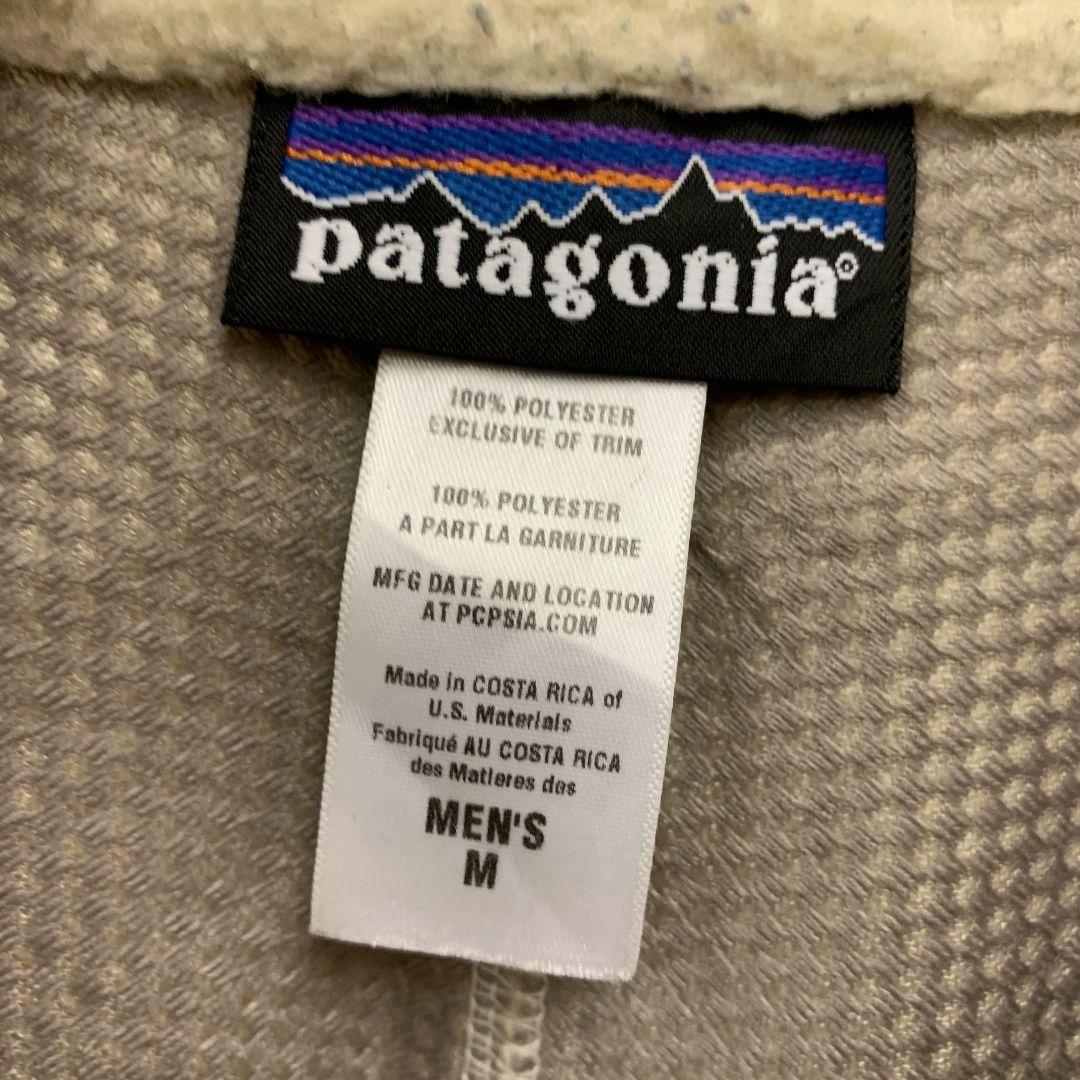 patagonia®
100% POLYESTER
EXCLUSIVE OF TRIM
100% POLYESTER
A PART LA GARNITURE
MFG DATE AND LOCATION
AT PCPSIA.COM
Made in COSTA RICA of
U.S. Materials
Fabriqué AU COSTA RICA
des Matieres des
MEN'S
M